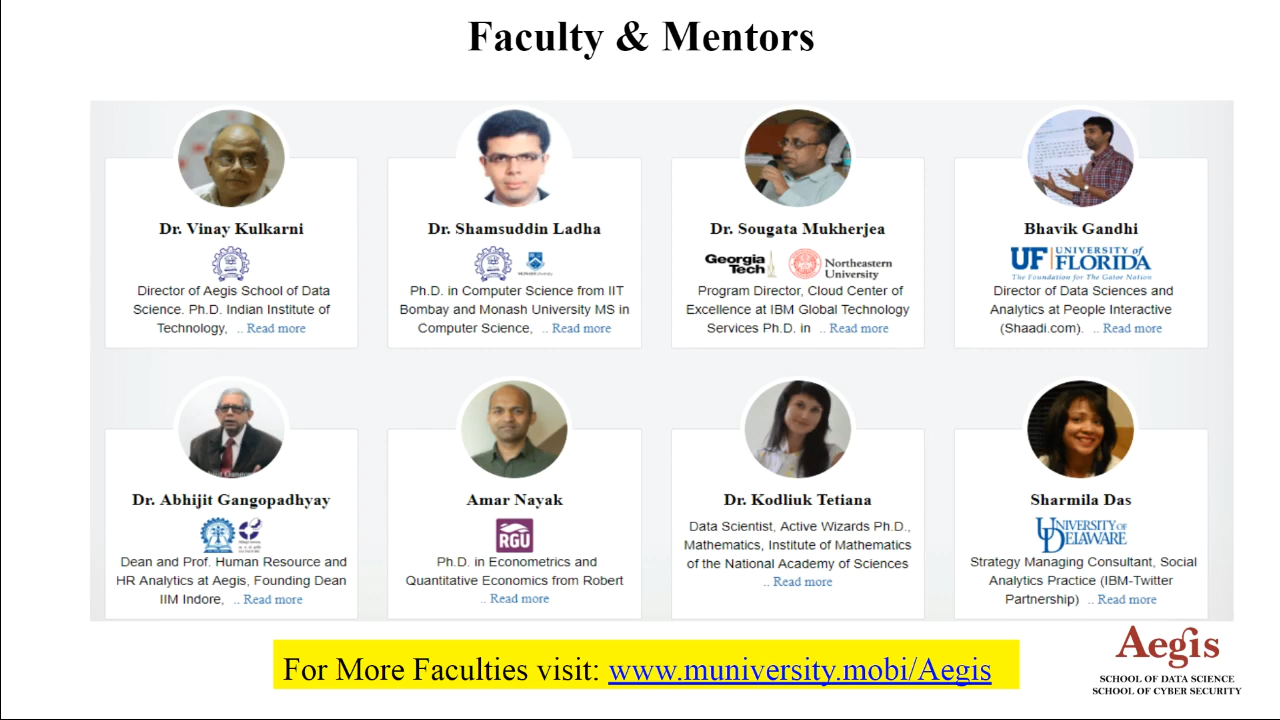 Faculty & Mentors
Dr. Vinay Kulkarni
Director of Aegis School of Data
Science. Ph.D. Indian Institute of
Technology, .. Read more
Dr. Shamsuddin Ladha
MONASH University
Ph.D. in Computer Science from IIT
Bombay and Monash University MS in
Computer Science, .. Read more
Dr. Sougata Mukherjea
Georgia
Tech
Northeastern
University
Program Director, Cloud Center of
Excellence at IBM Global Technology
Services Ph.D. in .. Read more
Bhavik Gandhi
UF UNIVERSITY of
FLORIDA
The Foundation for The Gator Nation
Director of Data Sciences and
Analytics at People Interactive
(Shaadi.com). .. Read more
Dr. Abhijit Gangopadhyay
Dean and Prof. Human Resource and
HR Analytics at Aegis, Founding Dean
IIM Indore, .. Read more
Amar Nayak
RGU
Ph.D. in Econometrics and
Quantitative Economics from Robert
.. Read more
Dr. Kodliuk Tetiana
Data Scientist, Active Wizards Ph.D.,
Mathematics, Institute of Mathematics
of the National Academy of Sciences
.. Read more
Sharmila Das
UNIVERSITY OF
DELAWARE
Strategy Managing Consultant, Social
Analytics Practice (IBM-Twitter
Partnership) .. Read more
For More Faculties visit: www.muniversity.mobi/Aegis
Aegis
SCHOOL OF DATA SCIENCE
SCHOOL OF CYBER SECURITY